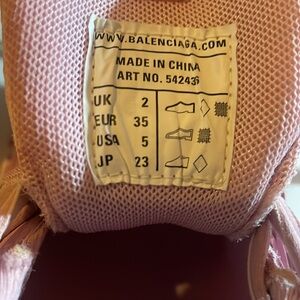 WWW.BALENCIAGA.COM
MADE IN CHINA
ART NO. 542436
UK 2
EUR 35
USA 5
JP 23